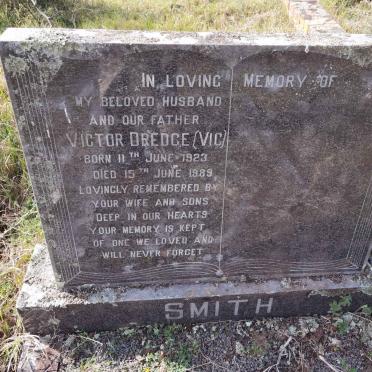 IN LOVING MEMORY OF
MY BELOVED HUSBAND
AND OUR FATHER
VICTOR DREDGE (VIC)
BORN 11TH JUNE 1923
DIED 15TH JUNE 1989
LOVINGLY REMEMBERED BY
YOUR WIFE AND SONS
DEEP IN OUR HEARTS
YOUR MEMORY IS KEPT
OF ONE WE LOVED AND
WILL NEVER FORGET
SMITH